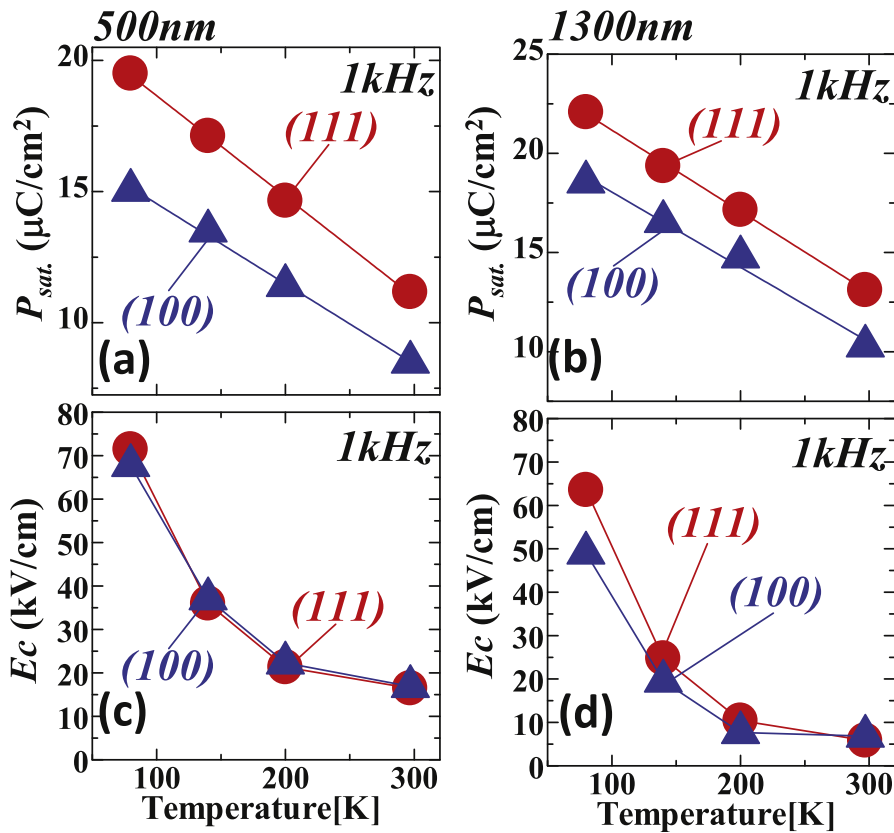 500nm
1300nm
20
15
10
P_sat. (μC/cm²)
1kHz
(111)
(100)
(a)
25
20
15
10
P_sat. (μC/cm²)
1kHz
(111)
(100)
(b)
80
70
60
50
40
30
20
10
0
Ec (kV/cm)
1kHz
(111)
(100)
(c)
100 200 300
Temperature[K]
80
70
60
50
40
30
20
10
0
Ec (kV/cm)
1kHz
(111)
(100)
(d)
100 200 300
Temperature[K]